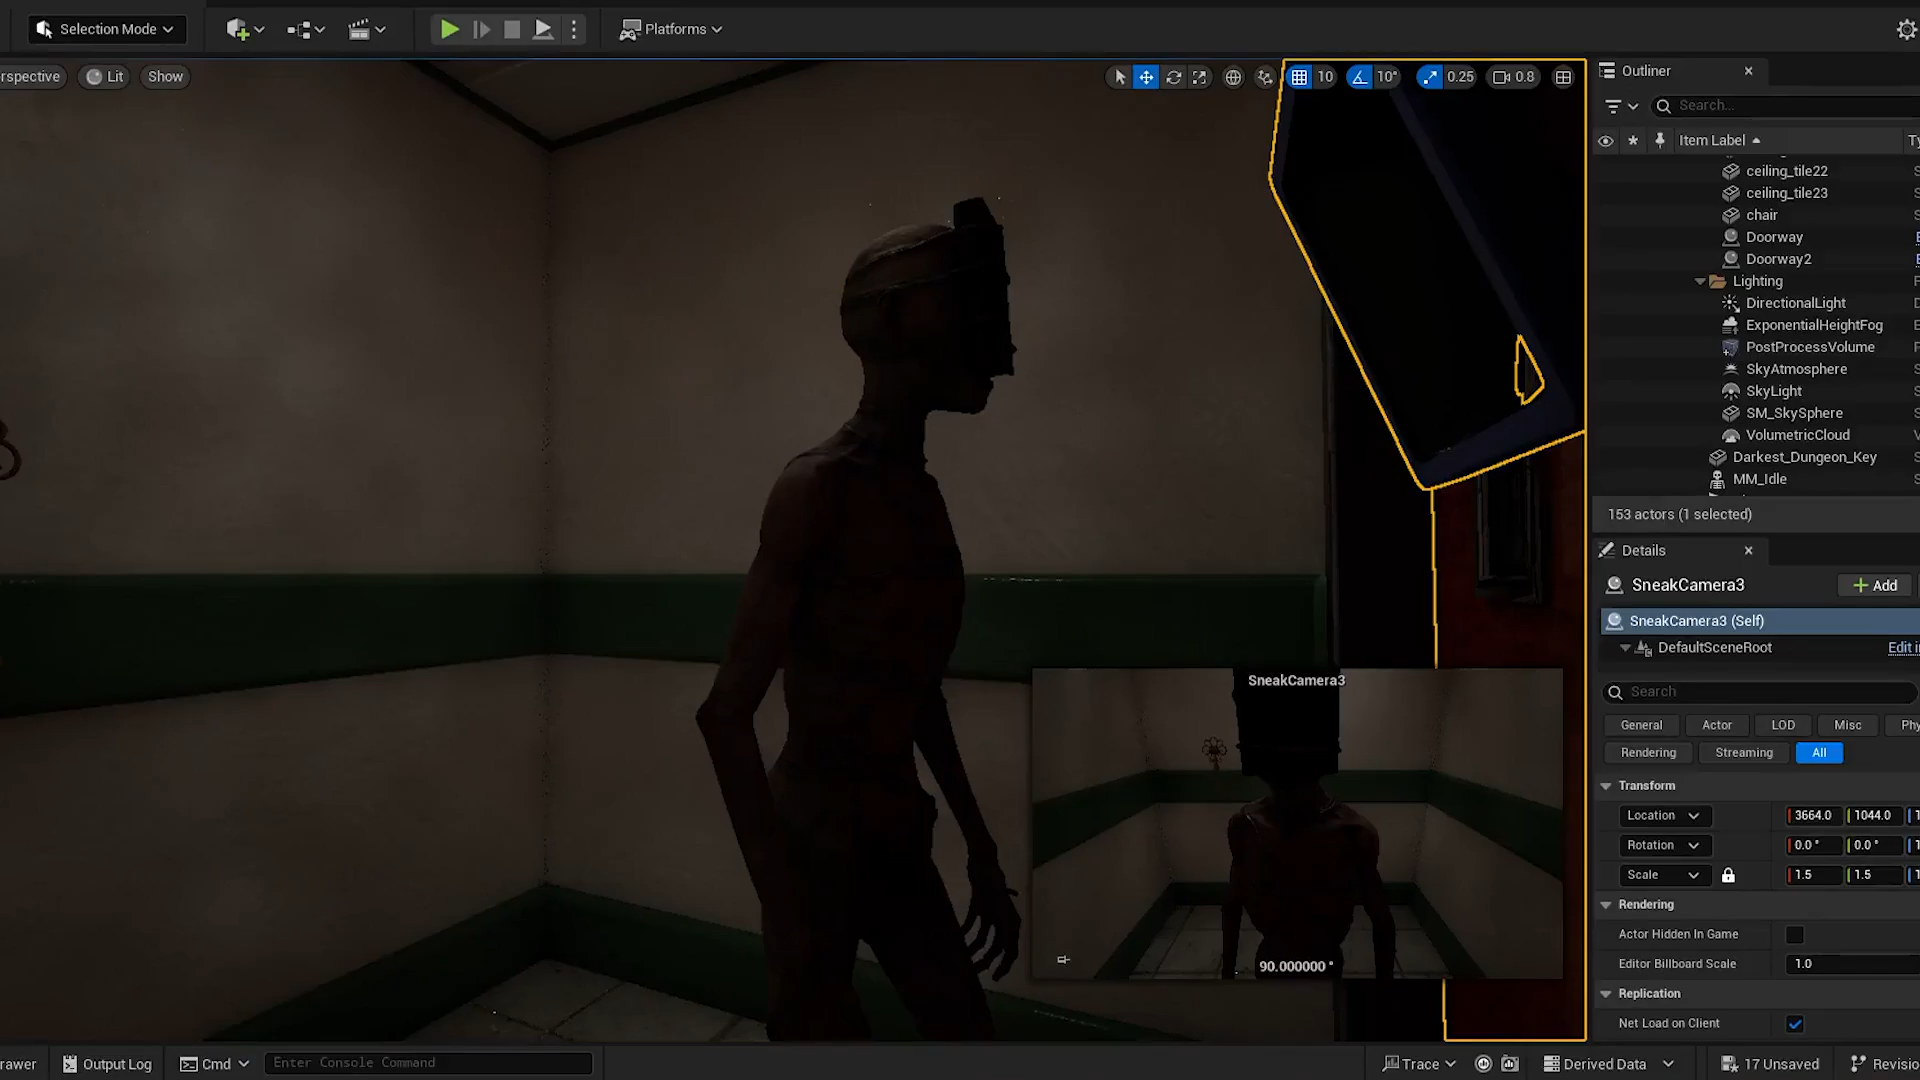 Selection Mode
Platforms
rspective
Lit
Show
10
10°
0.25
0.8
Outliner
Search...
Item Label
Ty
ceiling_tile22
ceiling_tile23
chair
Doorway
Doorway2
Lighting
DirectionalLight
ExponentialHeightFog
PostProcessVolume
SkyAtmosphere
SkyLight
SM_SkySphere
VolumetricCloud
Darkest_Dungeon_Key
MM_Idle
153 actors (1 selected)
Details
SneakCamera3
Add
SneakCamera3 (Self)
DefaultSceneRoot
Edit i
Search
General
Actor
LOD
Misc
Phy
Rendering
Streaming
All
Transform
Location
3664.0
1044.0
Rotation
0.0 °
0.0 °
Scale
1.5
1.5
Rendering
Actor Hidden In Game
Editor Billboard Scale
1.0
Replication
Net Load on Client
SneakCamera3
90.000000 °
rawer
Output Log
Cmd
Enter Console Command
Trace
Derived Data
17 Unsaved
Revisio